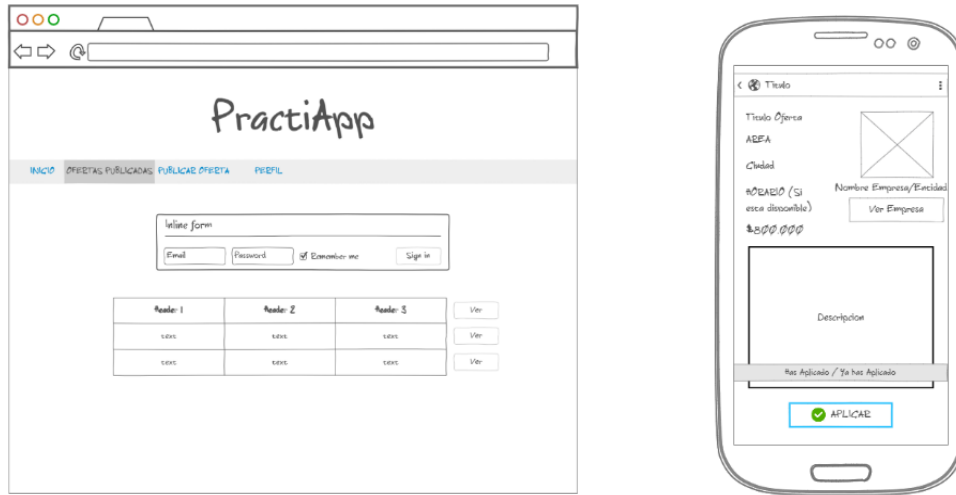 PractiApp
INICIO OFERTAS PUBLICADAS PUBLICAR OFERTA PERFIL
Inline form
Email Password Remember me Sign in
Header 1 Header 2 Header 3 Ver
text text text Ver
text text text Ver
Titulo
Titulo Oferta
AREA
Ciudad
HORARIO (Si
esta disponible)
$800.000
Nombre Empresa/Entidad
Ver Empresa
Descripcion
Has Aplicado / Ya has Aplicado
APLICAR